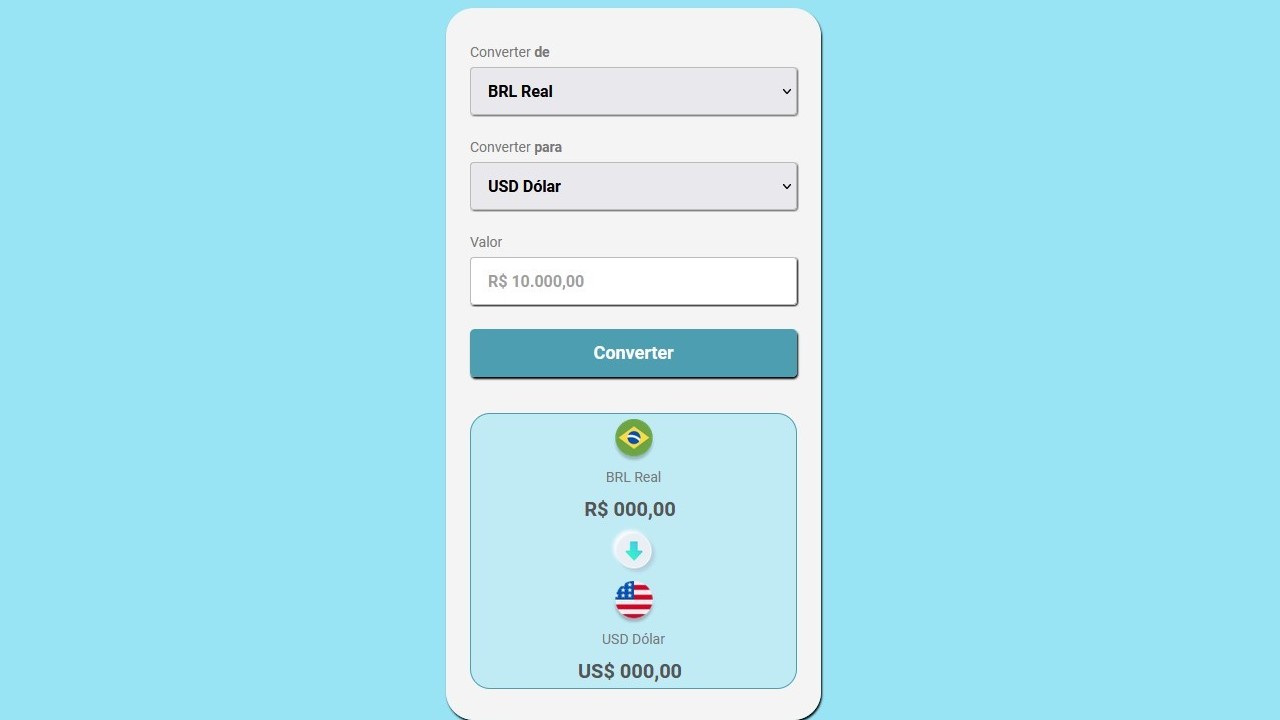 Converter de
BRL Real
Converter para
USD Dólar
Valor
R$ 10.000,00
Converter
BRL Real
R$ 000,00
USD Dólar
US$ 000,00